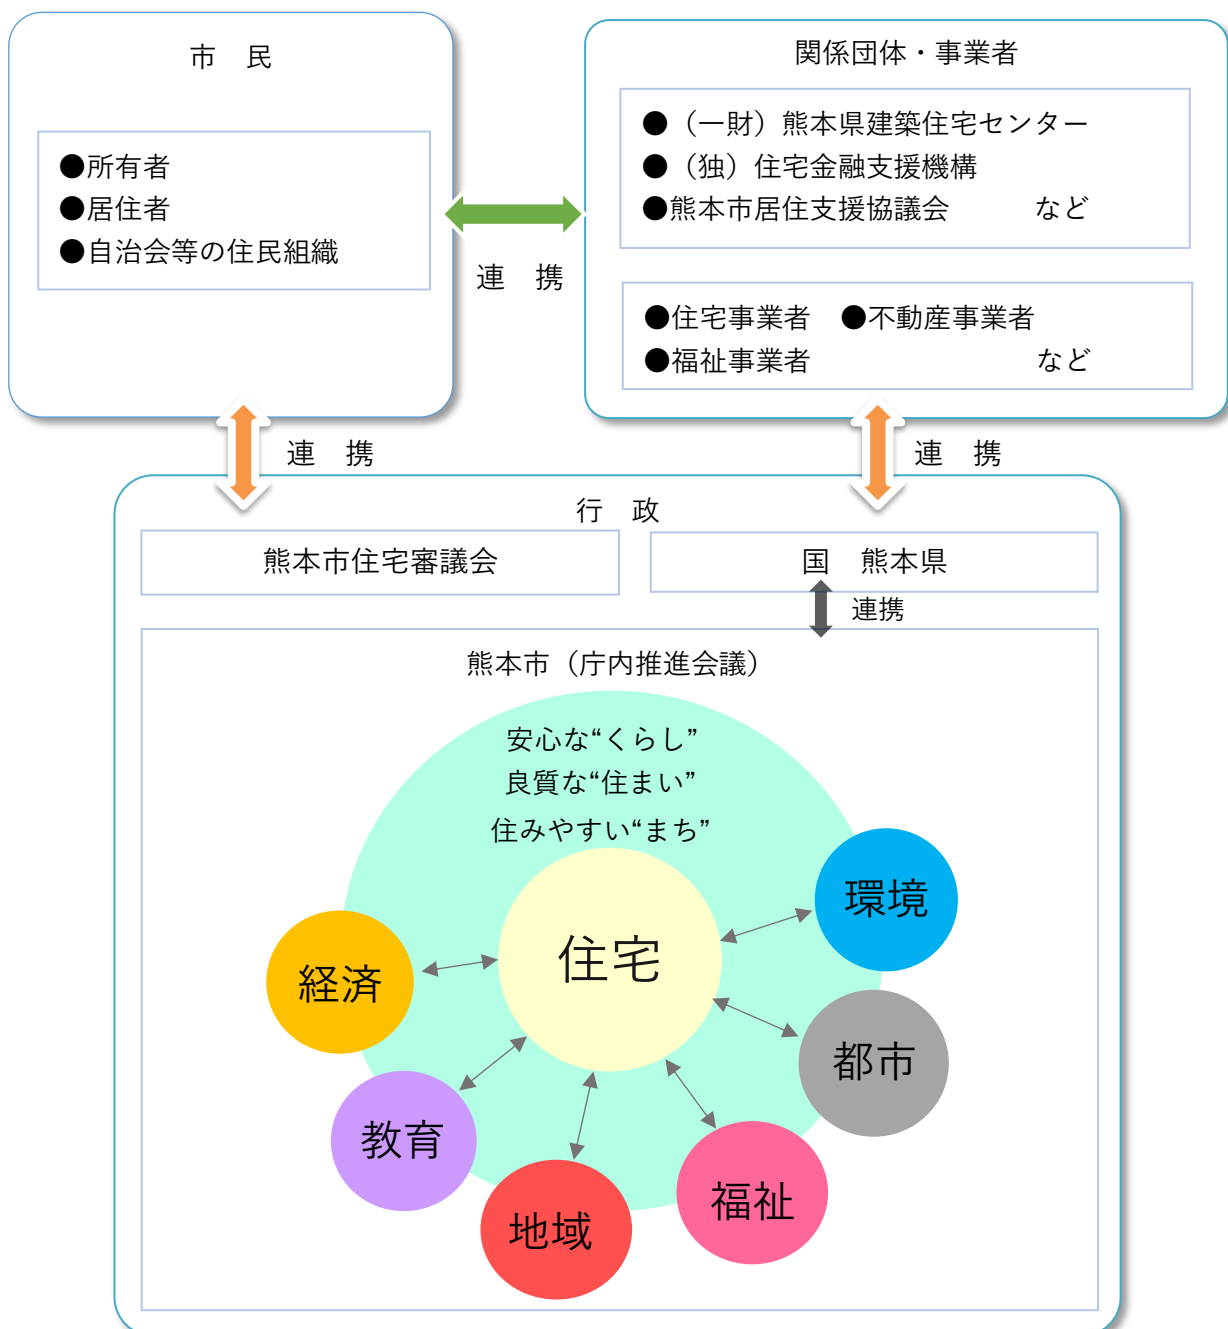 市　民
●所有者
●居住者
●自治会等の住民組織
関係団体・事業者
●（一財）熊本県建築住宅センター
●（独）住宅金融支援機構
●熊本市居住支援協議会　　　など
●住宅事業者　●不動産事業者
●福祉事業者　　　　　　　　など
連　携
連　携
連　携
行　政
熊本市住宅審議会
国　熊本県
連携
熊本市（庁内推進会議）
安心な“くらし”
良質な“住まい”
住みやすい“まち”
住宅
環境
経済
都市
教育
福祉
地域